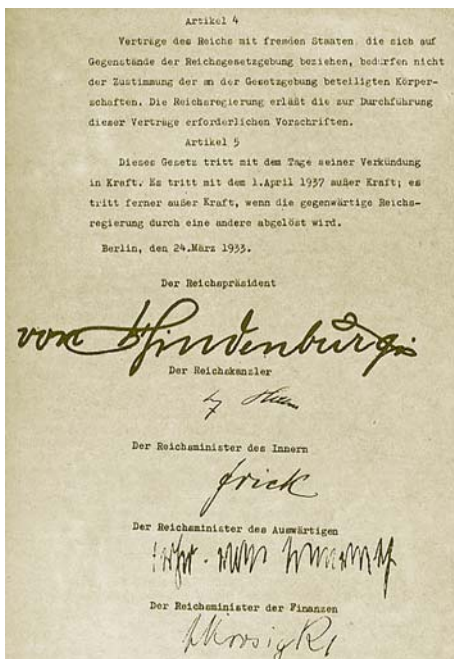 Artikel 4
Verträge des Reichs mit fremden Staaten, die sich auf
Gegenstände der Reichsgesetzgebung beziehen, bedürfen nicht
der Zustimmung der an der Gesetzgebung beteiligten Körper-
schaften. Die Reichsregierung erläßt die zur Durchführung
dieser Verträge erforderlichen Vorschriften.
Artikel 5
Dieses Gesetz tritt mit dem Tage seiner Verkündung
in Kraft. Es tritt mit dem 1.April 1937 außer Kraft; es
tritt ferner außer Kraft, wenn die gegenwärtige Reichs-
regierung durch eine andere abgelöst wird.
Berlin, den 24.März 1933.
Der Reichspräsident
von Hindenburg
Der Reichskanzler
Der Reichsminister des Innern
Frick
Der Reichsminister des Auswärtigen
Frhr. von Neurath
Der Reichsminister der Finanzen
Krosigk